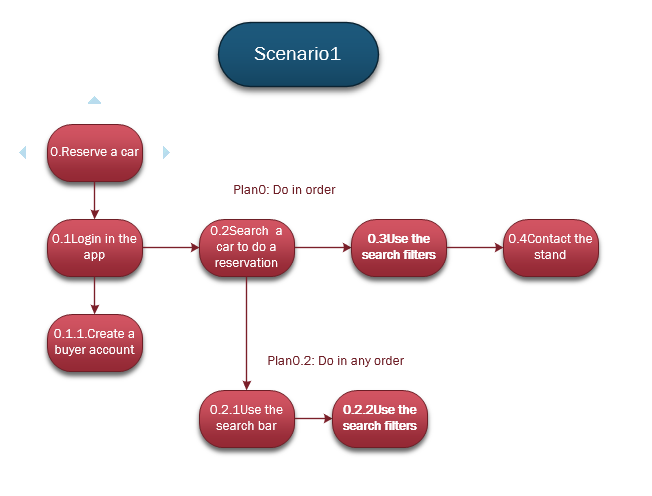 Scenario1
0.Reserve a car
Plan0: Do in order
0.1Login in the
app
0.2Search a
car to do a
reservation
0.3Use the
search filters
0.4Contact the
stand
0.1.1.Create a
buyer account
Plan0.2: Do in any order
0.2.1Use the
search bar
0.2.2Use the
search filters